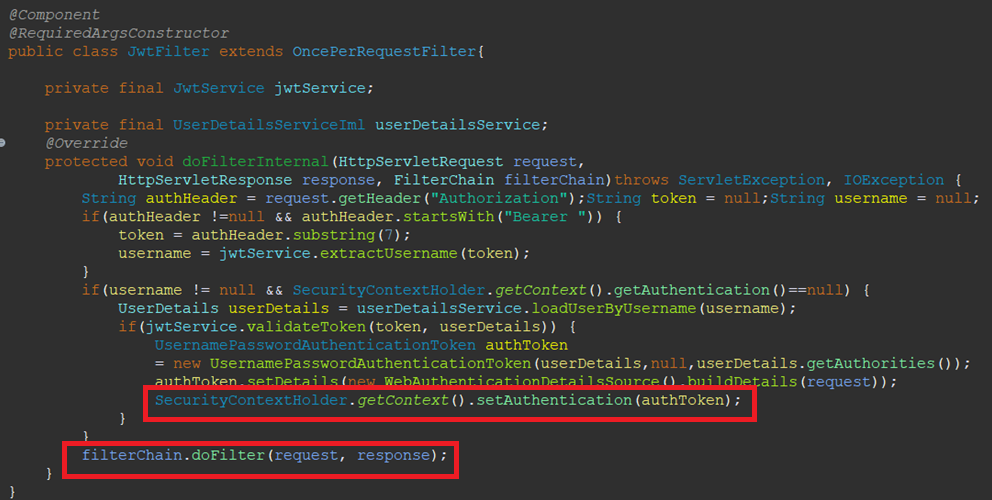 @Component
@RequiredArgsConstructor
public class JwtFilter extends OncePerRequestFilter{
private final JwtService jwtService;
private final UserDetailsServiceIml userDetailsService;
@Override
protected void doFilterInternal(HttpServletRequest request,
HttpServletResponse response, FilterChain filterChain)throws ServletException, IOException {
String authHeader = request.getHeader("Authorization");String token = null;String username = null;
if(authHeader !=null && authHeader.startsWith("Bearer ")) {
token = authHeader.substring(7);
username = jwtService.extractUsername(token);
}
if(username != null && SecurityContextHolder.getContext().getAuthentication()==null) {
UserDetails userDetails = userDetailsService.loadUserByUsername(username);
if(jwtService.validateToken(token, userDetails)) {
UsernamePasswordAuthenticationToken authToken
= new UsernamePasswordAuthenticationToken(userDetails,null,userDetails.getAuthorities());
authToken.setDetails(new WebAuthenticationDetailsSource().buildDetails(request));
SecurityContextHolder.getContext().setAuthentication(authToken);
}
}
filterChain.doFilter(request, response);
}
}